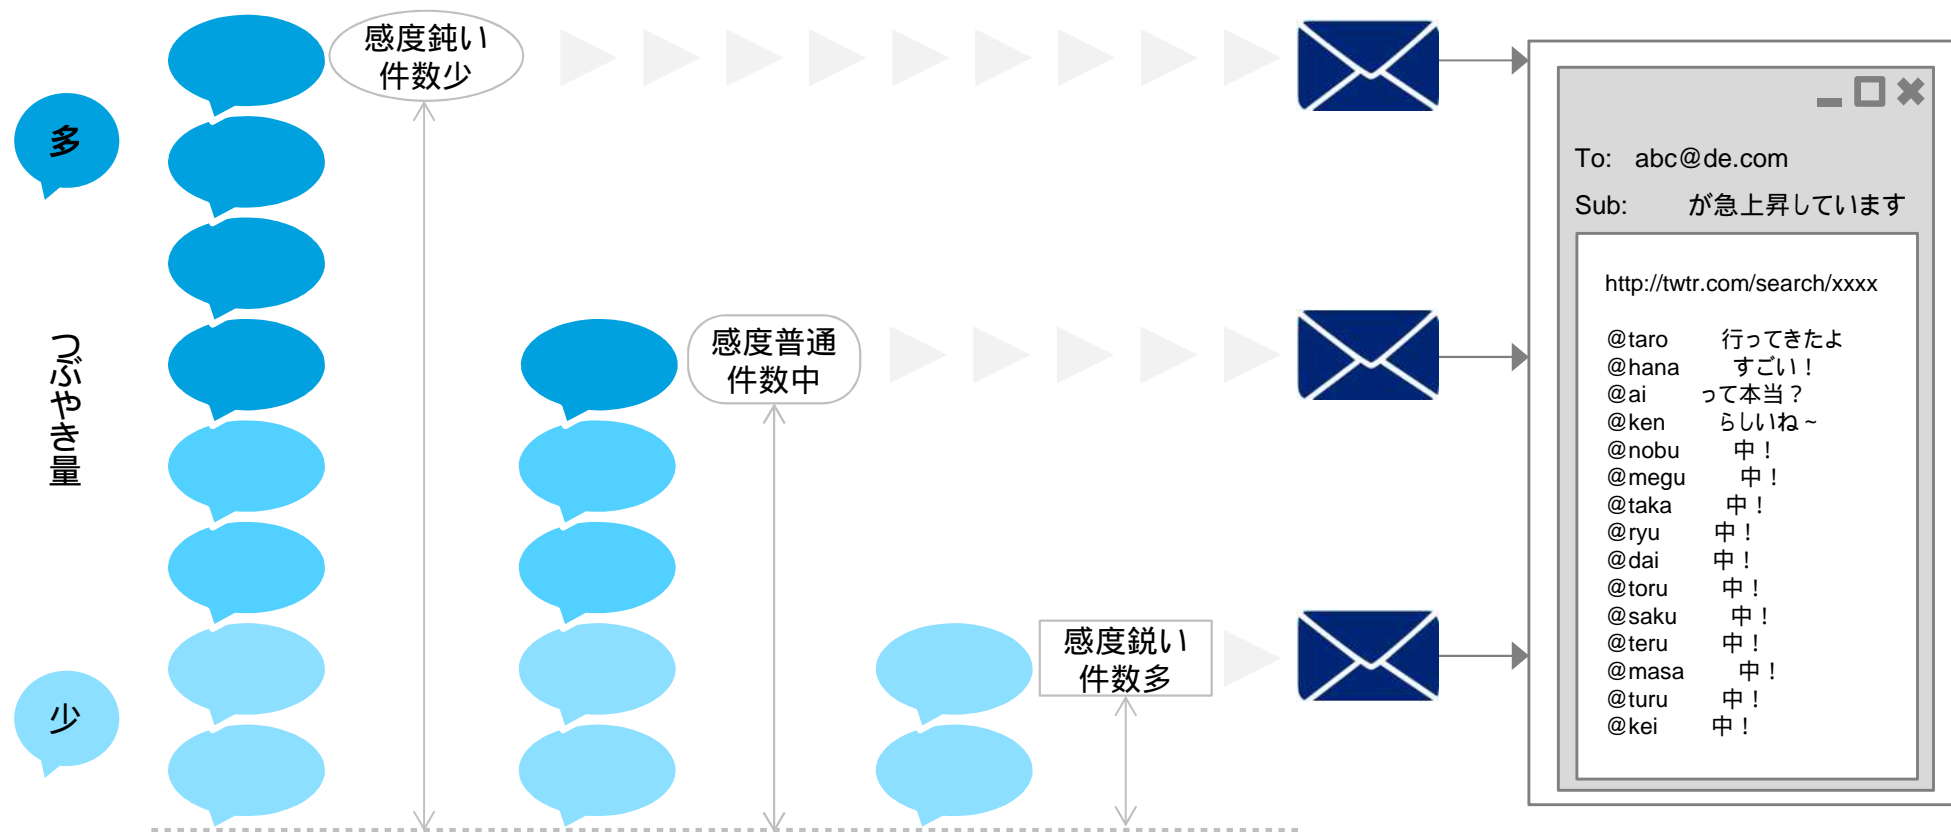 多
つぶやき量
少
感度鈍い
件数少
感度普通
件数中
感度鋭い
件数多
To: abc@de.com
Sub: が急上昇しています
http://twtr.com/search/xxxx
@taro 行ってきたよ
@hana すごい！
@ai って本当？
@ken らしいね~
@nobu 中！
@megu 中！
@taka 中！
@ryu 中！
@dai 中！
@toru 中！
@saku 中！
@teru 中！
@masa 中！
@turu 中！
@kei 中！